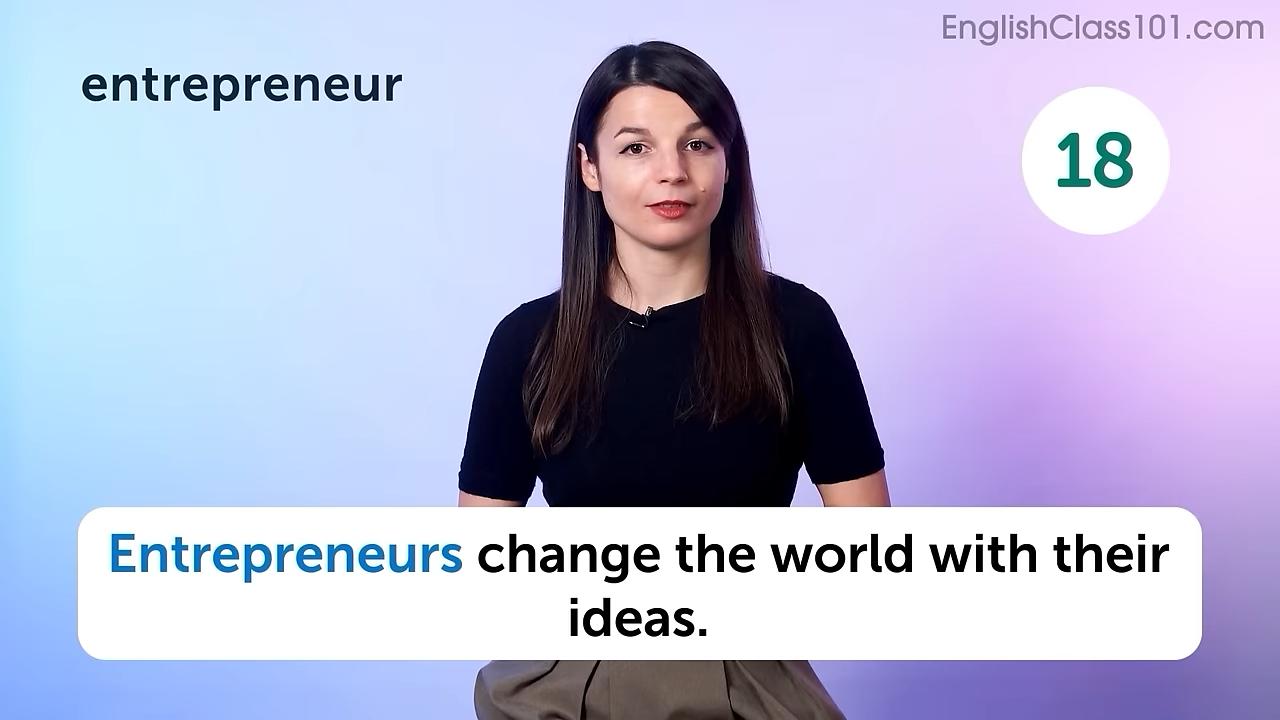 EnglishClass101.com
entrepreneur
18
Entrepreneurs change the world with their
ideas.